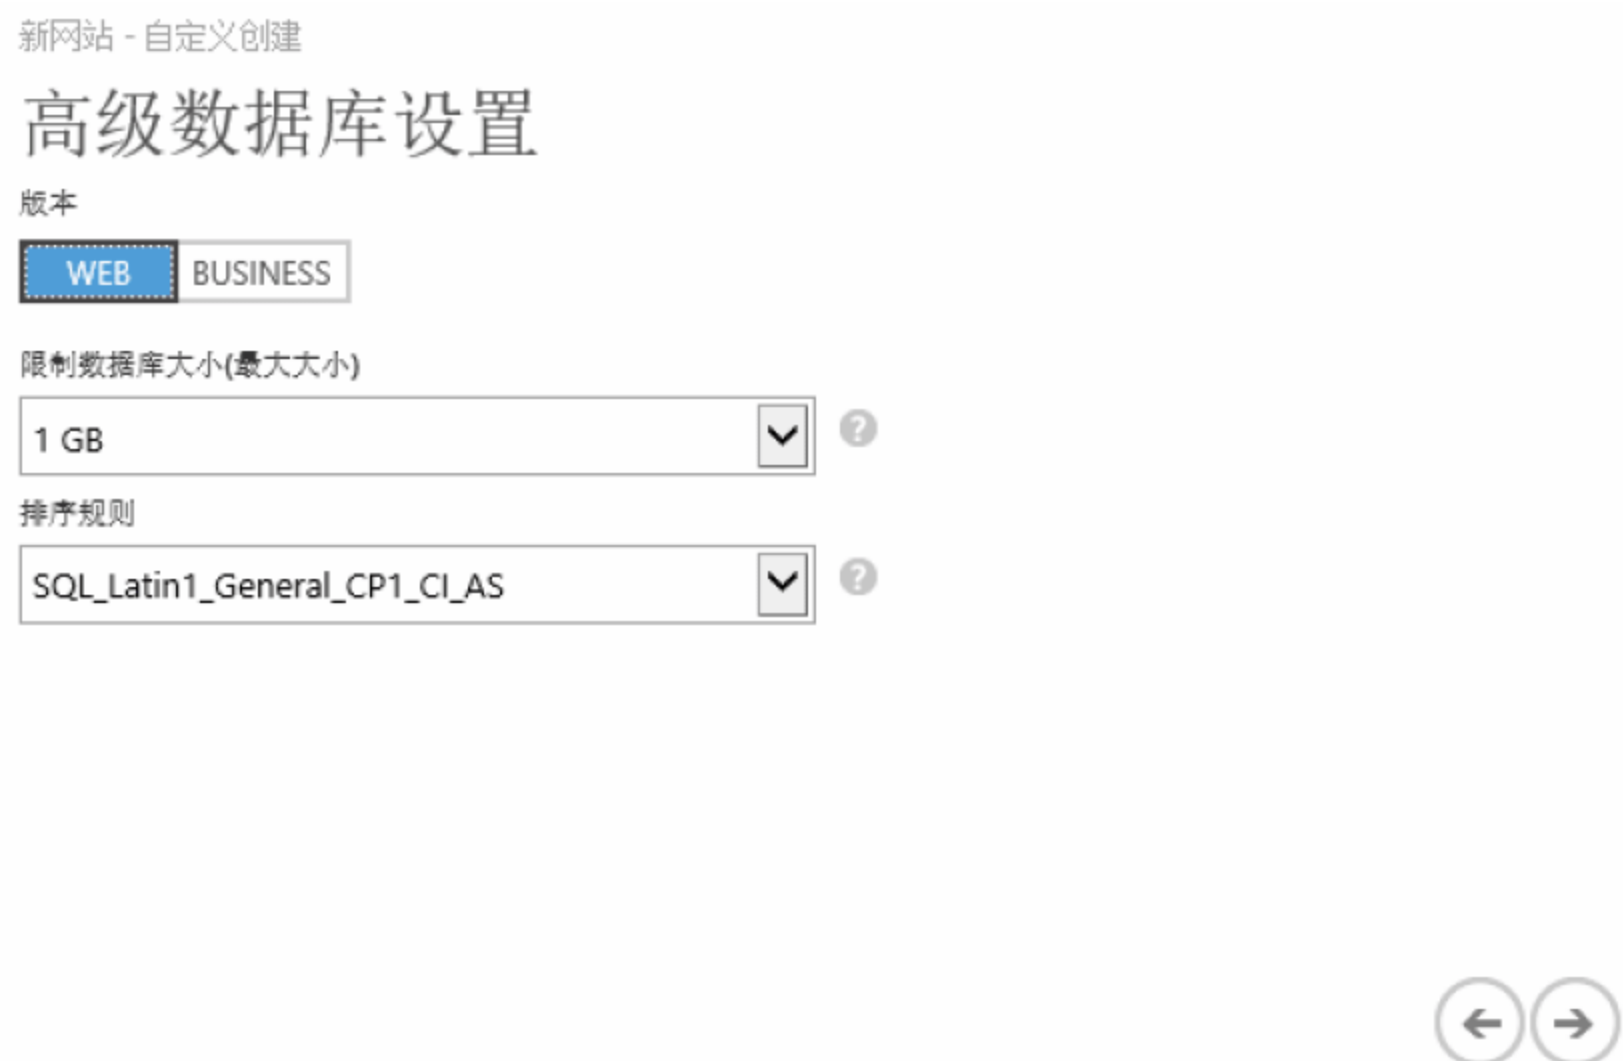 新网站 - 自定义创建
高级数据库设置
版本
WEB BUSINESS
限制数据库大小(最大大小)
1 GB
?
排序规则
SQL_Latin1_General_CP1_CI_AS
?